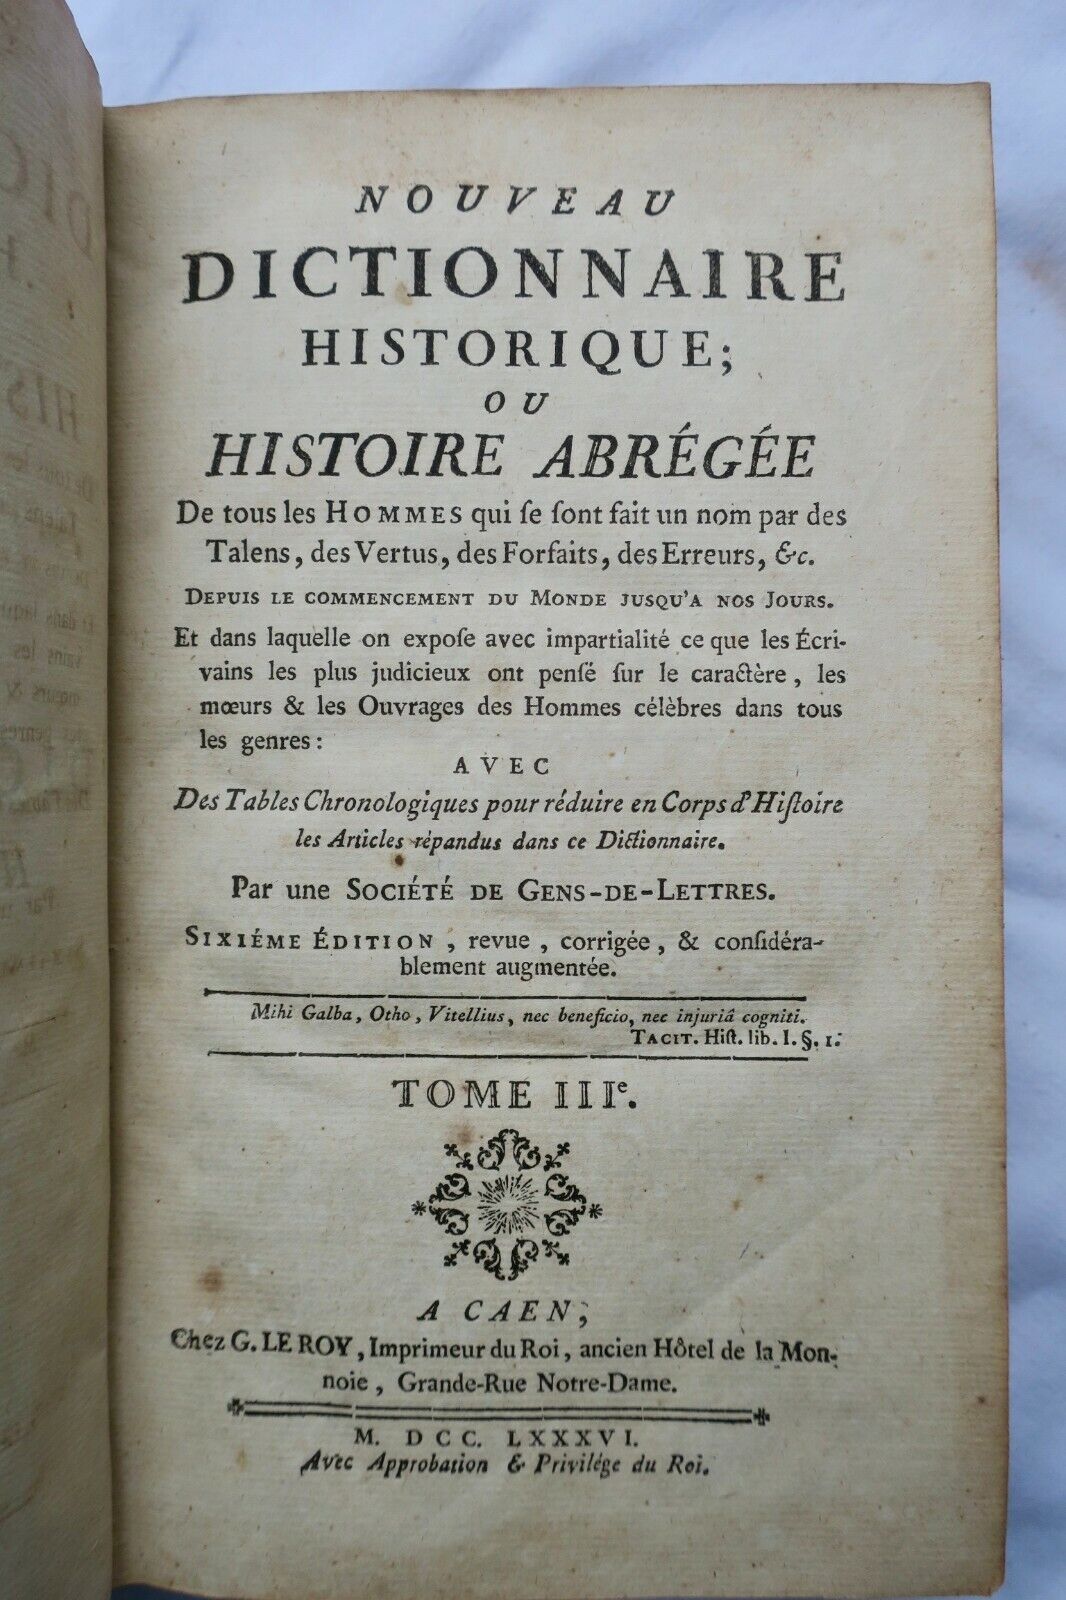 NOUVEAU
DICTIONNAIRE
HISTORIQUE;
OU
HISTOIRE ABRÉGÉE
De tous les HOMMES qui ſe ſont fait un nom par des
Talens, des Vertus, des Forfaits, des Erreurs, &c.
DEPUIS LE COMMENCEMENT DU MONDE JUSQU'A NOS JOURS.
Et dans laquelle on expoſe avec impartialité ce que les Écri-
vains les plus judicieux ont penſé ſur le caractère, les
mœurs & les Ouvrages des Hommes célèbres dans tous
les genres:
AVEC
Des Tables Chronologiques pour réduire en Corps d'Hiſtoire
les Articles répandus dans ce Dictionnaire.
Par une SOCIÉTÉ DE GENS-DE-LETTRES.
SIXIÉME ÉDITION, revue, corrigée, & conſidéra-
blement augmentée.
Mihi Galba, Otho, Vitellius, nec beneficio, nec injuriâ cogniti.
TACIT. Hiſt. lib. I. §. 1.
TOME IIIe.
A CAEN,
Chez G. LE ROY, Imprimeur du Roi, ancien Hôtel de la Mon-
noie, Grande-Rue Notre-Dame.
M. DCC. LXXXVI.
Avec Approbation & Privilége du Roi.